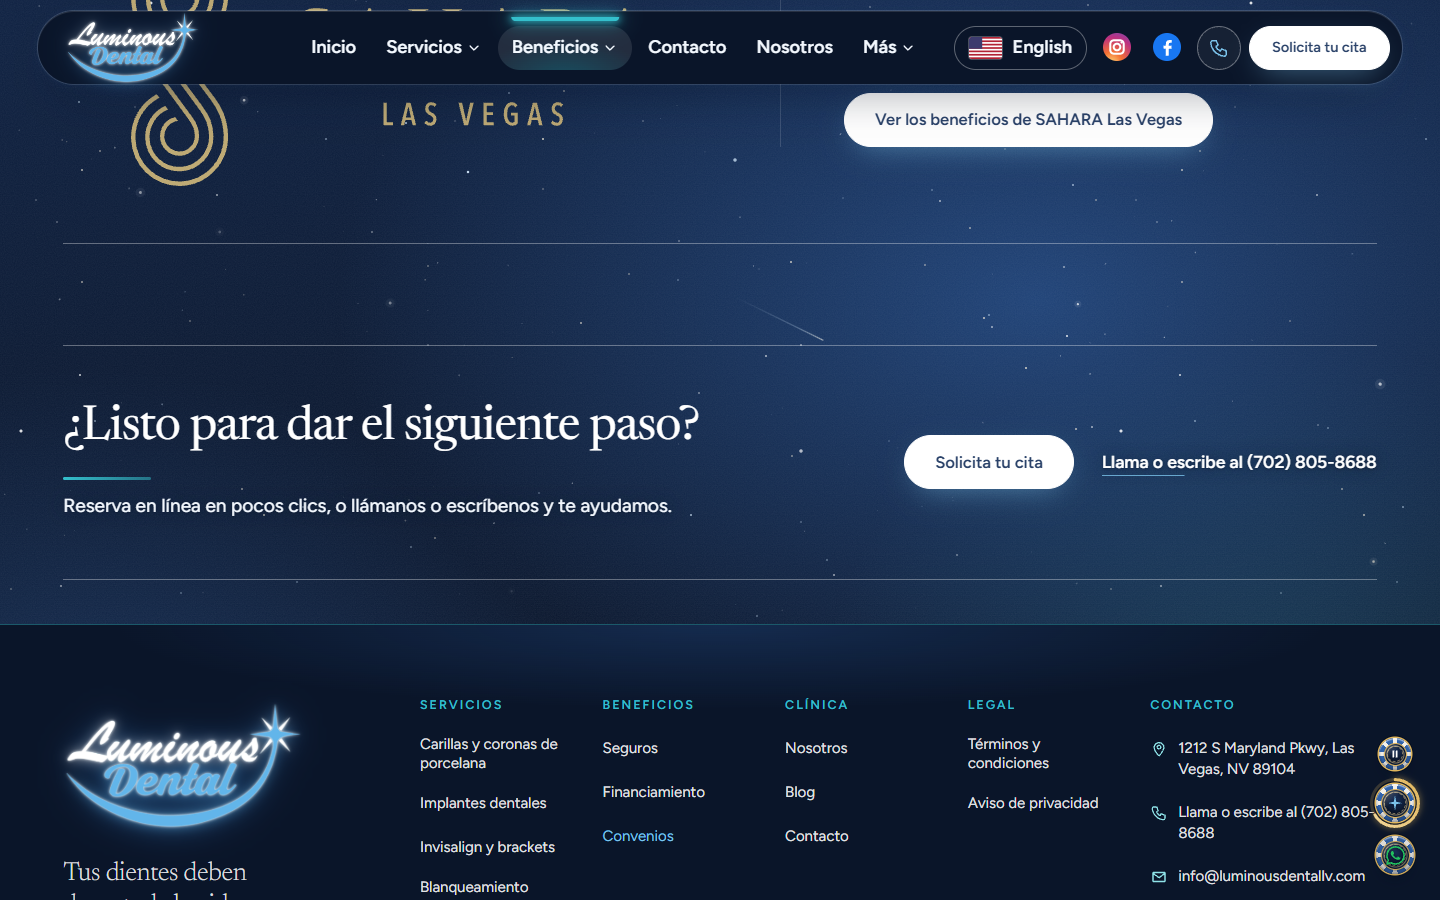 Luminous
Dental
Inicio
Servicios
Beneficios
Contacto
Nosotros
Más
English
Solicita tu cita
LAS VEGAS
Ver los beneficios de SAHARA Las Vegas
¿Listo para dar el siguiente paso?
Reserva en línea en pocos clics, o llámanos o escríbenos y te ayudamos.
Solicita tu cita
Llama o escribe al (702) 805-8688
Luminous
Dental
Tus dientes deben
SERVICIOS
Carillas y coronas de
porcelana
Implantes dentales
Invisalign y brackets
Blanqueamiento
BENEFICIOS
Seguros
Financiamiento
Convenios
CLÍNICA
Nosotros
Blog
Contacto
LEGAL
Términos y
condiciones
Aviso de privacidad
CONTACTO
1212 S Maryland Pkwy, Las
Vegas, NV 89104
Llama o escribe al (702) 805-
8688
info@luminousdentallv.com